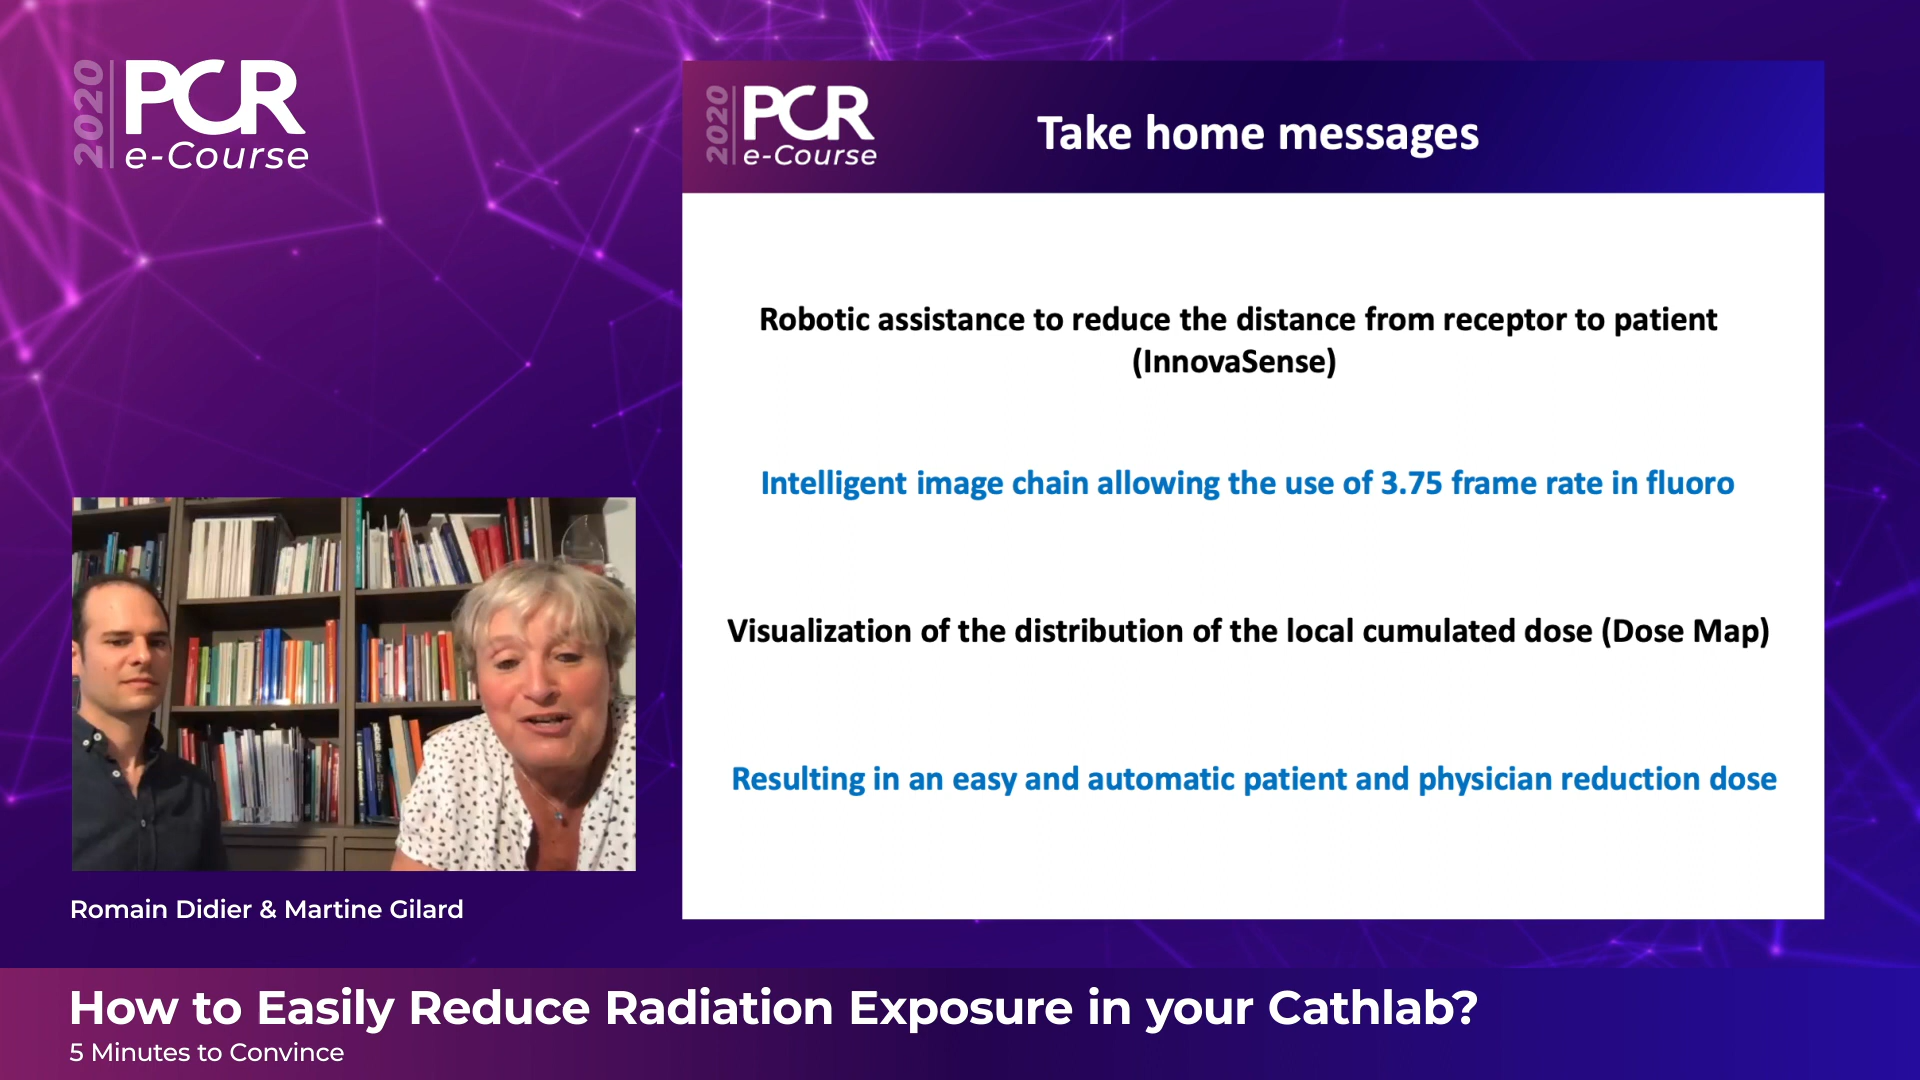 2020
PCR
e-Course
2020
PCR
e-Course
Take home messages
Robotic assistance to reduce the distance from receptor to patient
(InnovaSense)
Intelligent image chain allowing the use of 3.75 frame rate in fluoro
Visualization of the distribution of the local cumulated dose (Dose Map)
Resulting in an easy and automatic patient and physician reduction dose
Romain Didier & Martine Gilard
How to Easily Reduce Radiation Exposure in your Cathlab?
5 Minutes to Convince